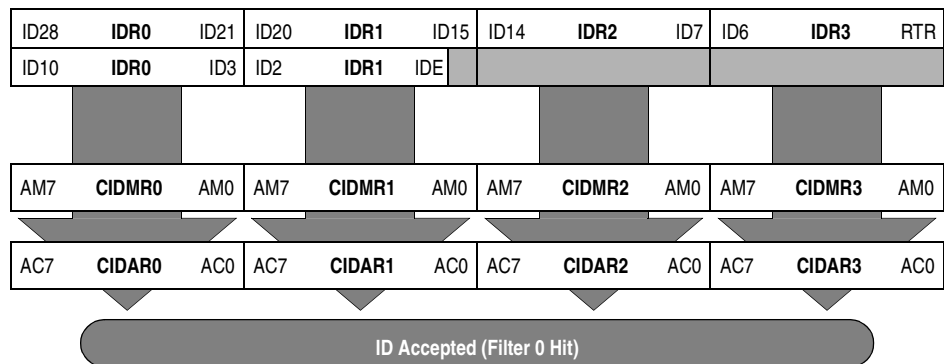 ID28 IDR0 ID21 ID20 IDR1 ID15 ID14 IDR2 ID7 ID6 IDR3 RTR
ID10 IDR0 ID3 ID2 IDR1 IDE
AM7 CIDMR0 AM0 AM7 CIDMR1 AM0 AM7 CIDMR2 AM0 AM7 CIDMR3 AM0
AC7 CIDAR0 AC0 AC7 CIDAR1 AC0 AC7 CIDAR2 AC0 AC7 CIDAR3 AC0
ID Accepted (Filter 0 Hit)